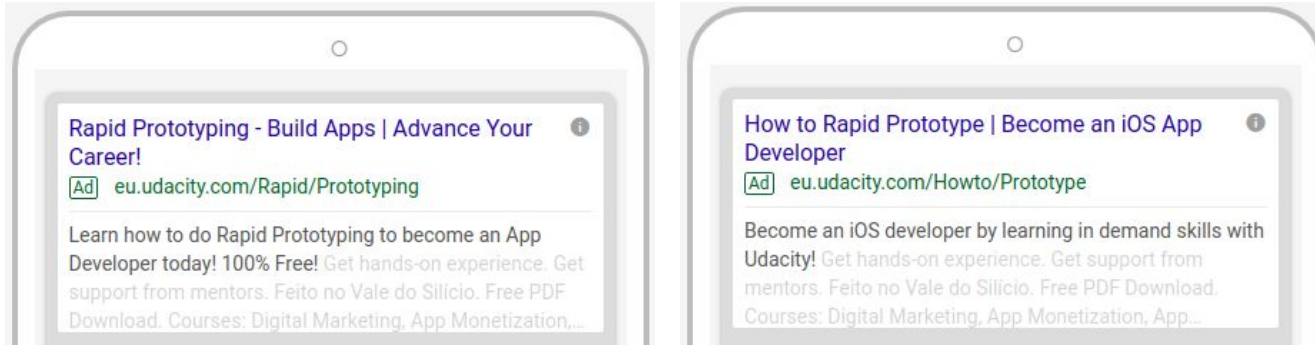 Rapid Prototyping - Build Apps | Advance Your
Career!
Ad eu.udacity.com/Rapid/Prototyping
Learn how to do Rapid Prototyping to become an App
Developer today! 100% Free! Get hands-on experience. Get
support from mentors. Feito no Vale do Silício. Free PDF
Download. Courses: Digital Marketing, App Monetization,...
How to Rapid Prototype | Become an iOS App
Developer
Ad eu.udacity.com/Howto/Prototype
Become an iOS developer by learning in demand skills with
Udacity! Get hands-on experience. Get support from
mentors. Feito no Vale do Silício. Free PDF Download.
Courses: Digital Marketing, App Monetization, App...